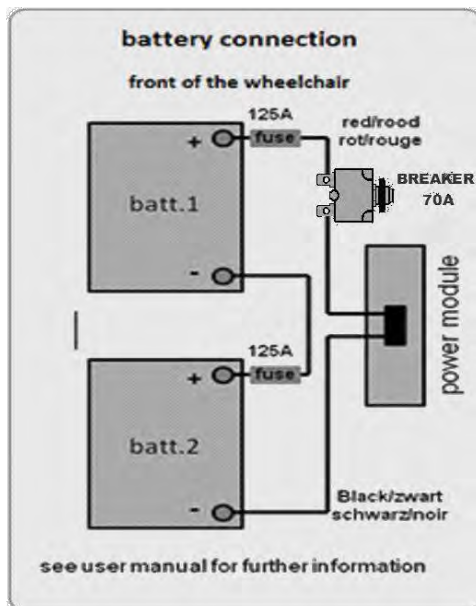 battery connection
front of the wheelchair
125A
fuse
red/rood
rot/rouge
+
batt.1
-
BREAKER
70A
power module
125A
fuse
+
batt.2
-
Black/zwart
schwarz/noir
see user manual for further information